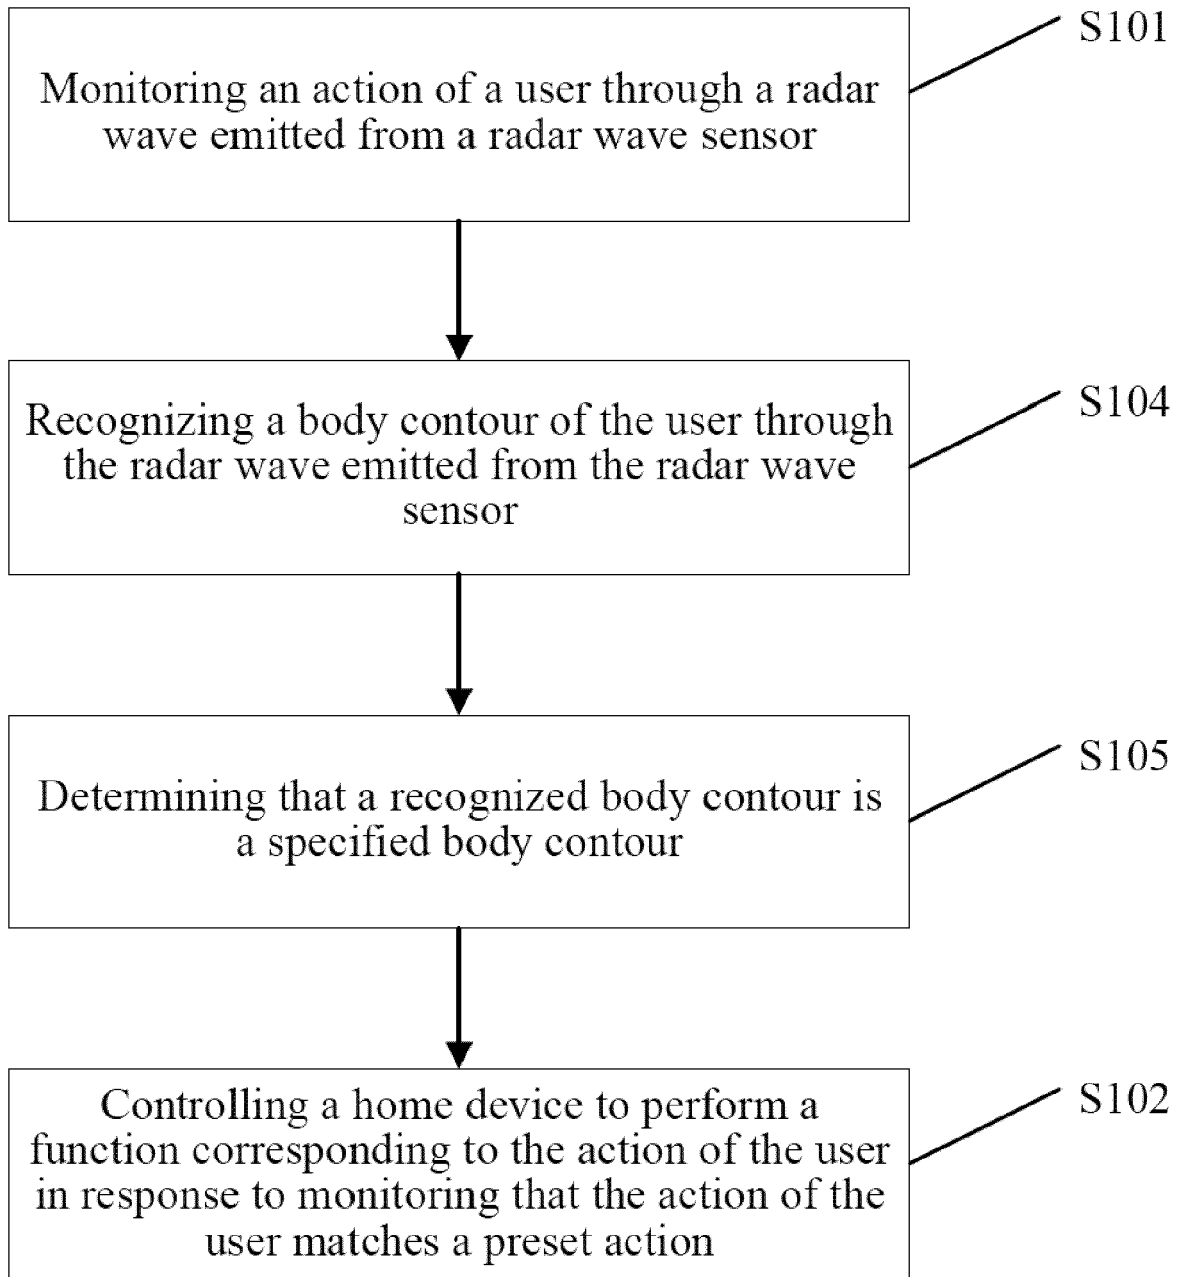 S101
Monitoring an action of a user through a radar
wave emitted from a radar wave sensor
S104
Recognizing a body contour of the user through
the radar wave emitted from the radar wave
sensor
S105
Determining that a recognized body contour is
a specified body contour
S102
Controlling a home device to perform a
function corresponding to the action of the user
in response to monitoring that the action of the
user matches a preset action